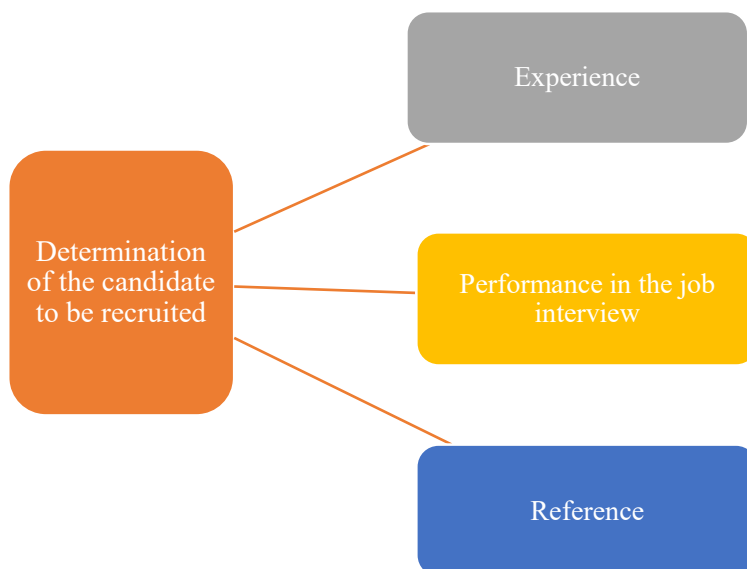 Experience
Determination
of the candidate
to be recruited
Performance in the job
interview
Reference